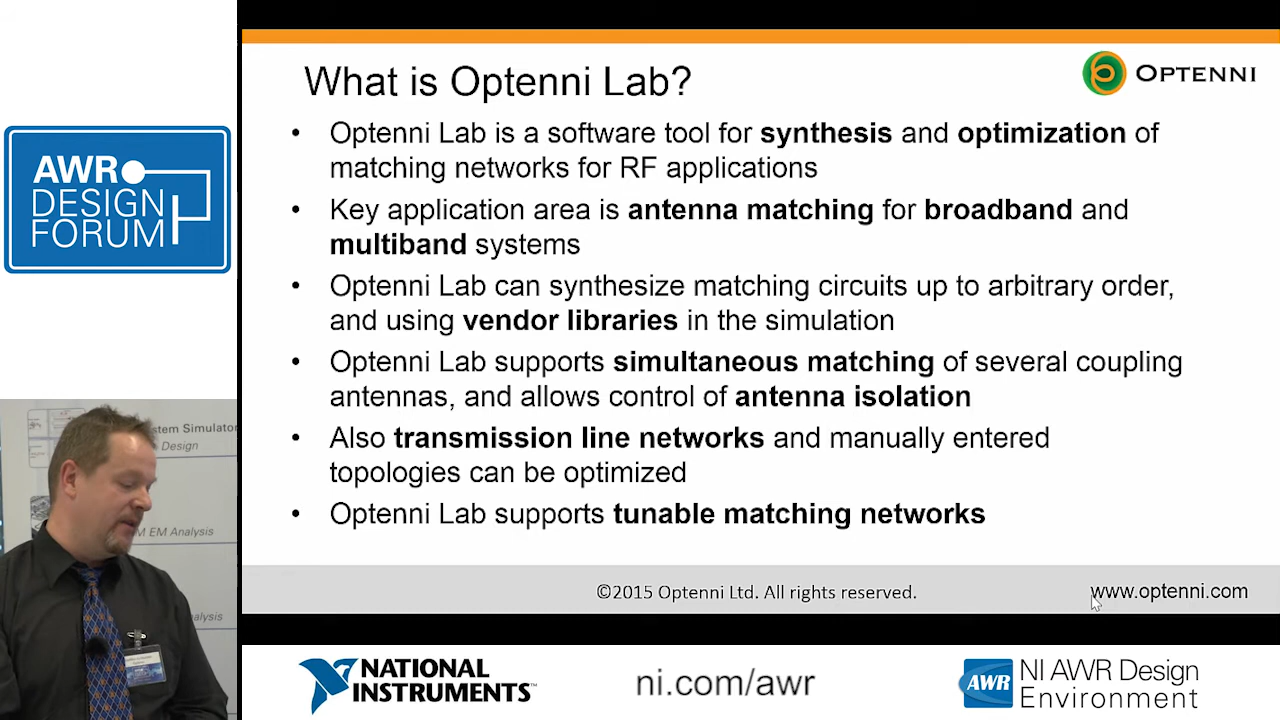 What is Optenni Lab?
OPTENNI
• Optenni Lab is a software tool for synthesis and optimization of
matching networks for RF applications
• Key application area is antenna matching for broadband and
multiband systems
• Optenni Lab can synthesize matching circuits up to arbitrary order,
and using vendor libraries in the simulation
• Optenni Lab supports simultaneous matching of several coupling
antennas, and allows control of antenna isolation
• Also transmission line networks and manually entered
topologies can be optimized
• Optenni Lab supports tunable matching networks
©2015 Optenni Ltd. All rights reserved.
www.optenni.com
AWR
DESIGN
FORUM
stem Simulator
Design
EM Analysis
alysis
NATIONAL
INSTRUMENTS™
ni.com/awr
AWR
NI AWR Design
Environment